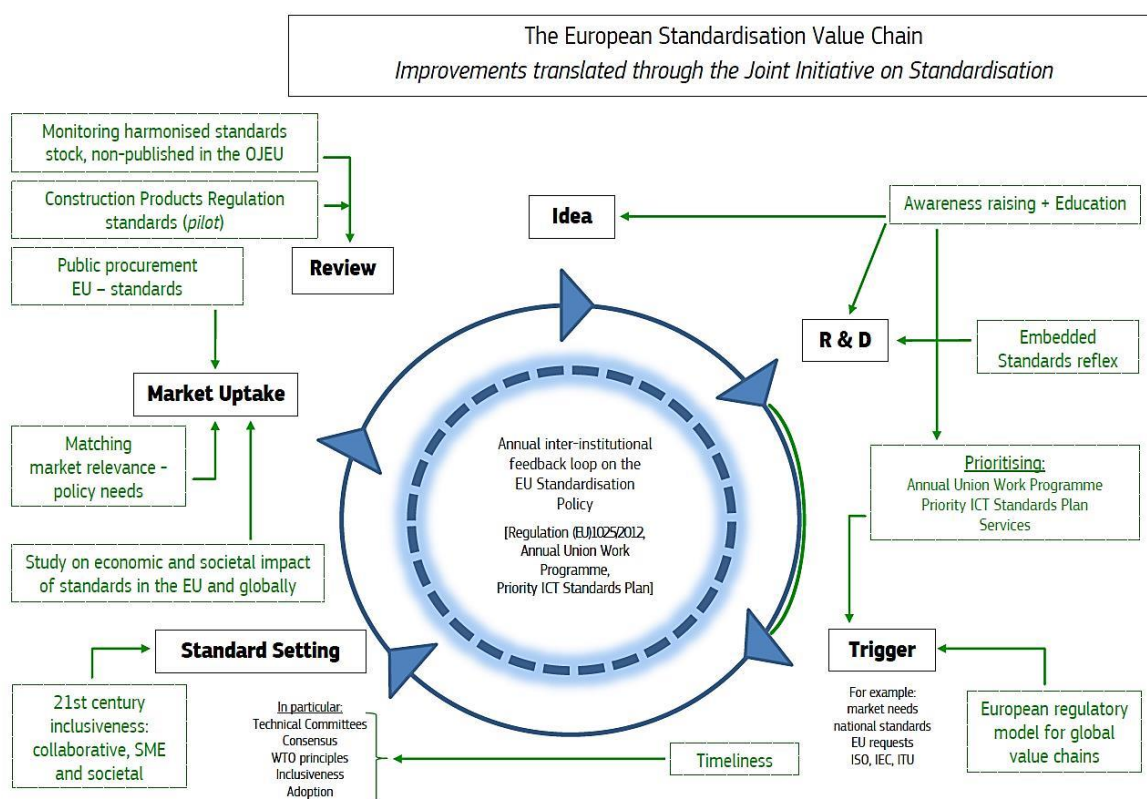 The European Standardisation Value Chain
Improvements translated through the Joint Initiative on Standardisation
Monitoring harmonised standards
stock, non-published in the OJEU
Construction Products Regulation
standards (pilot)
Review
Public procurement
EU – standards
Market Uptake
Matching
market relevance -
policy needs
Study on economic and societal impact
of standards in the EU and globally
Idea
Awareness raising + Education
R & D
Embedded
Standards reflex
Prioritising:
Annual Union Work Programme
Priority ICT Standards Plan
Services
Annual inter-institutional
feedback loop on the
EU Standardisation
Policy
[Regulation (EU)1025/2012,
Annual Union Work
Programme,
Priority ICT Standards Plan]
Standard Setting
21st century
inclusiveness:
collaborative, SME
and societal
In particular:
Technical Committees
Consensus
WTO principles
Inclusiveness
Adoption
Timeliness
Trigger
For example:
market needs
national standards
EU requests
ISO, IEC, ITU
European regulatory
model for global
value chains